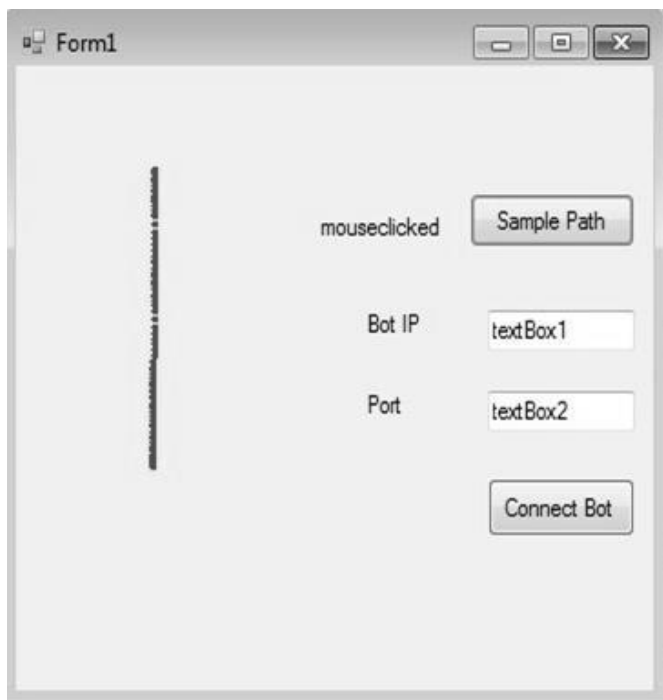 Form1
mouseclicked
Sample Path
Bot IP
textBox1
Port
textBox2
Connect Bot